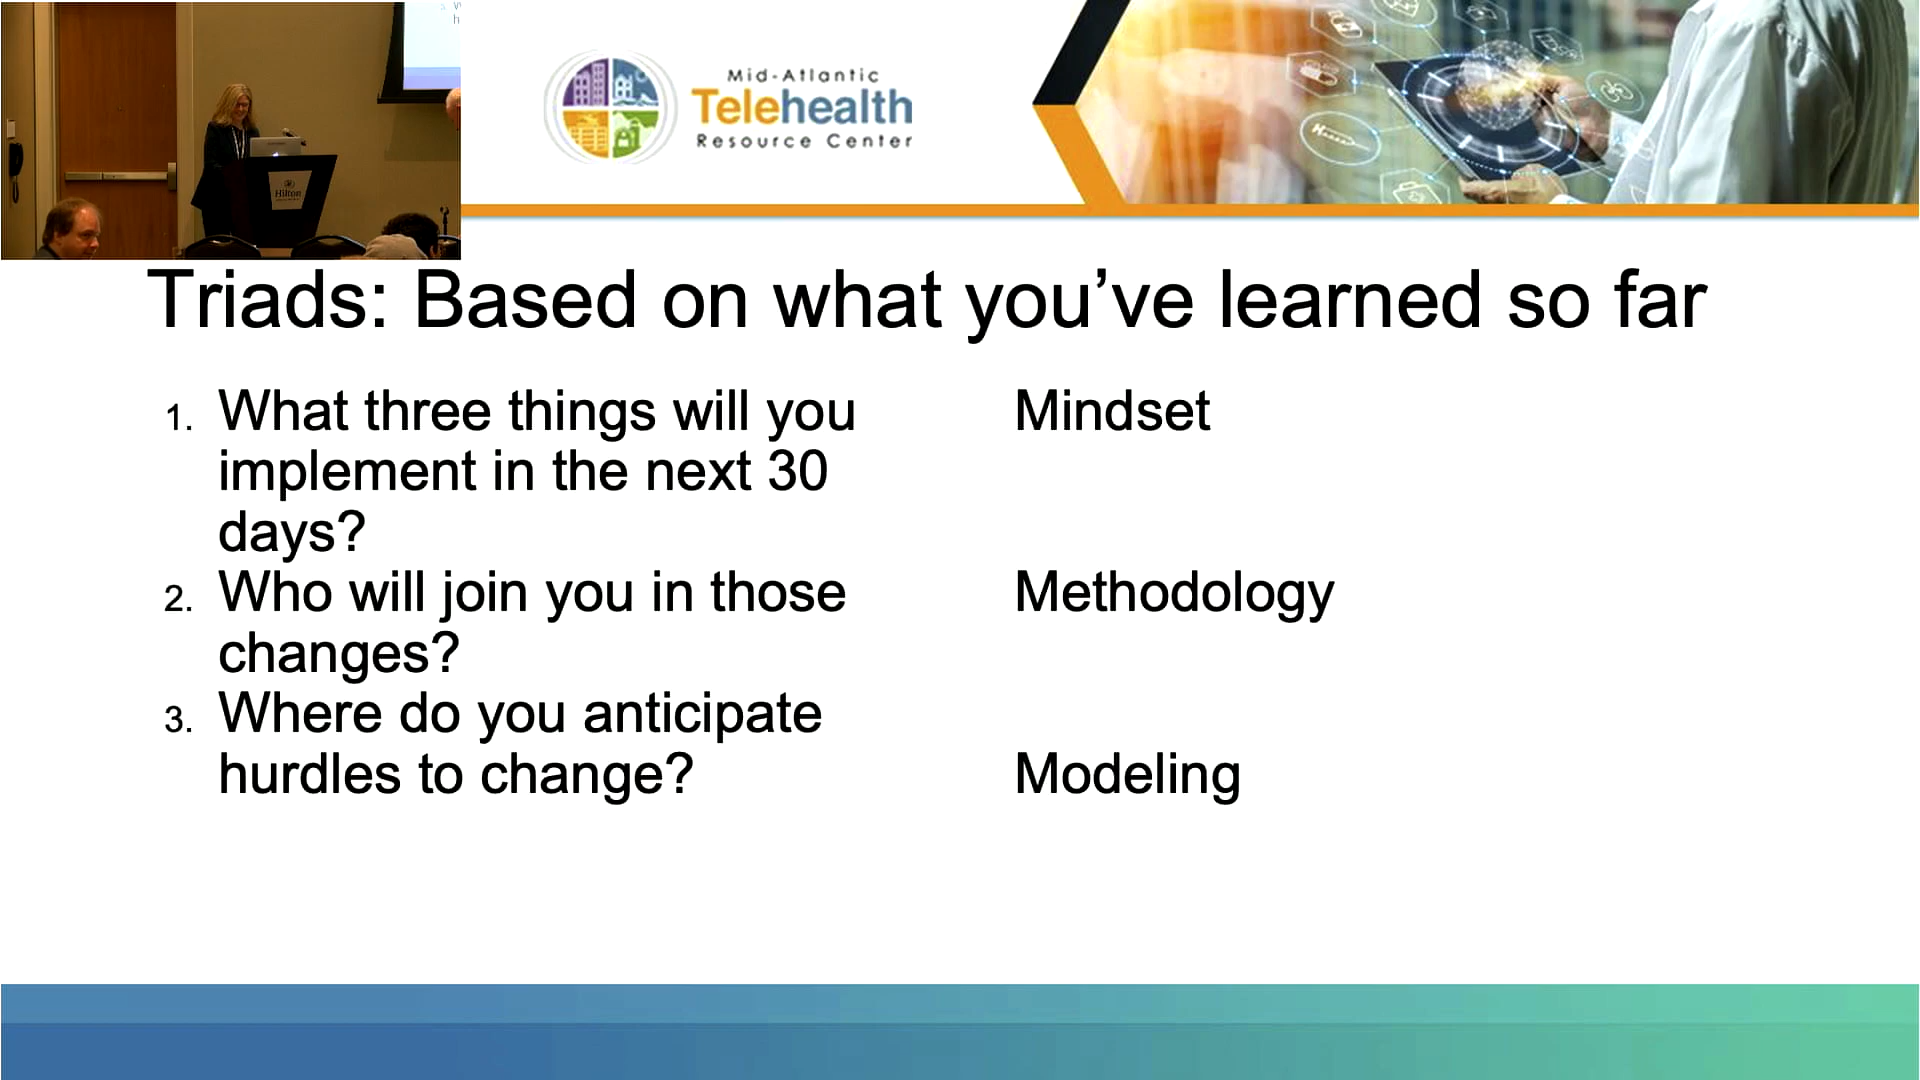 Hilton
Mid-Atlantic
Telehealth
Resource Center
Triads: Based on what you’ve learned so far
1. What three things will you
implement in the next 30
days?
2. Who will join you in those
changes?
3. Where do you anticipate
hurdles to change?
Mindset
Methodology
Modeling